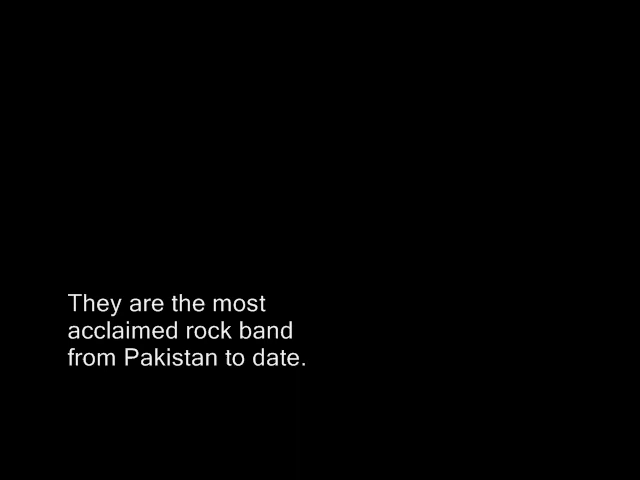 They are the most
acclaimed rock band
from Pakistan to date.